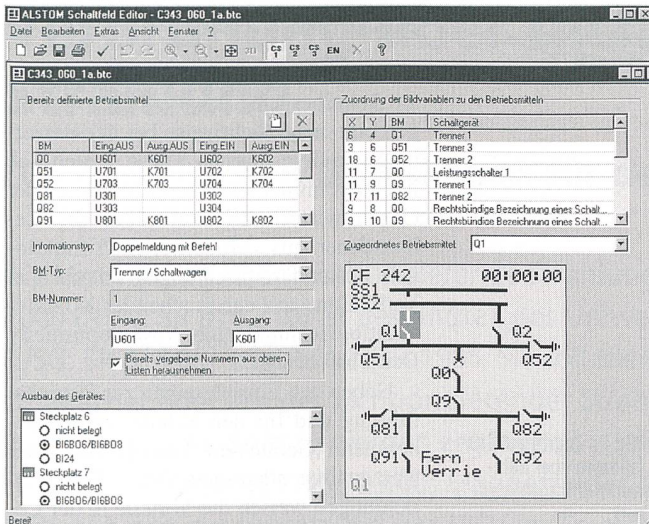 ALSTOM Schaltfeld Editor - C343_060_1a.btc
Datei Bearbeiten Extras Ansicht Fenster ?
CS 1 CS 2 CS 3 EN
C343_060_1a.btc
Bereits definierte Betriebsmittel
BM Eing.AUS Ausg.AUS Eing.EIN Ausg.EIN
Q0 U601 K601 U602 K602
Q51 U701 K701 U702 K702
Q52 U703 K703 U704 K704
Q81 U301 U302
Q82 U303 U304
Q91 U801 K801 U802 K802
Informationstyp: Doppelmeldung mit Befehl
BM-Typ: Trenner / Schaltwagen
BM-Nummer: 1
Eingang: Ausgang:
U601 K601
Bereits vergebene Nummern aus oberen
Listen herausnehmen
Ausbau des Gerätes:
Steckplatz 6
nicht belegt
BI6BO6/BI6BO8
BI24
Steckplatz 7
nicht belegt
BI6BO6/BI6BO8
Zuordnung der Bildvariablen zu den Betriebsmitteln
X Y BM Schaltgerät
6 4 Q1 Trenner 1
3 6 Q51 Trenner 3
18 6 Q52 Trenner 2
11 7 Q0 Leistungsschalter 1
11 9 Q9 Trenner 1
17 11 Q82 Trenner 2
9 8 Q0 Rechtsbündige Bezeichnung eines Schalt...
9 10 Q9 Rechtsbündige Bezeichnung eines Schalt...
Zugeordnetes Betriebsmittel: Q1
CF 242 00:00:00
SS1
SS2
Q1 Q2
Q51 Q52
Q0
Q9
Q81 Q82
Q91 Fern Q92
Verrie
Q1
Bereit